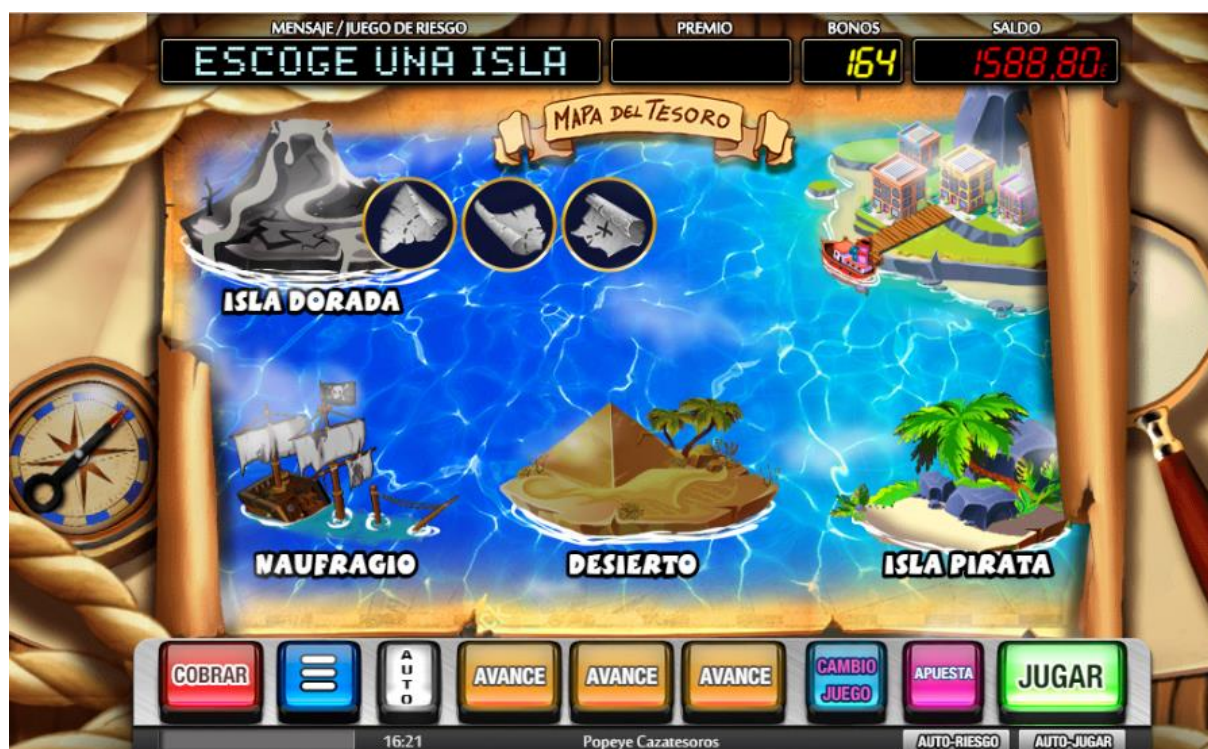 MENSAJE / JUEGO DE RIESGO PREMIO BONOS SALDO
ESCOGE UNA ISLA 164 1588,80€
MAPA DEL TESORO
ISLA DORADA
NAUFRAGIO DESIERTO ISLA PIRATA
COBRAR AUTO AVANCE AVANCE AVANCE CAMBIO JUEGO APUESTA JUGAR
16:21 Popeye Cazatesoros AUTO-RIESGO AUTO-JUGAR